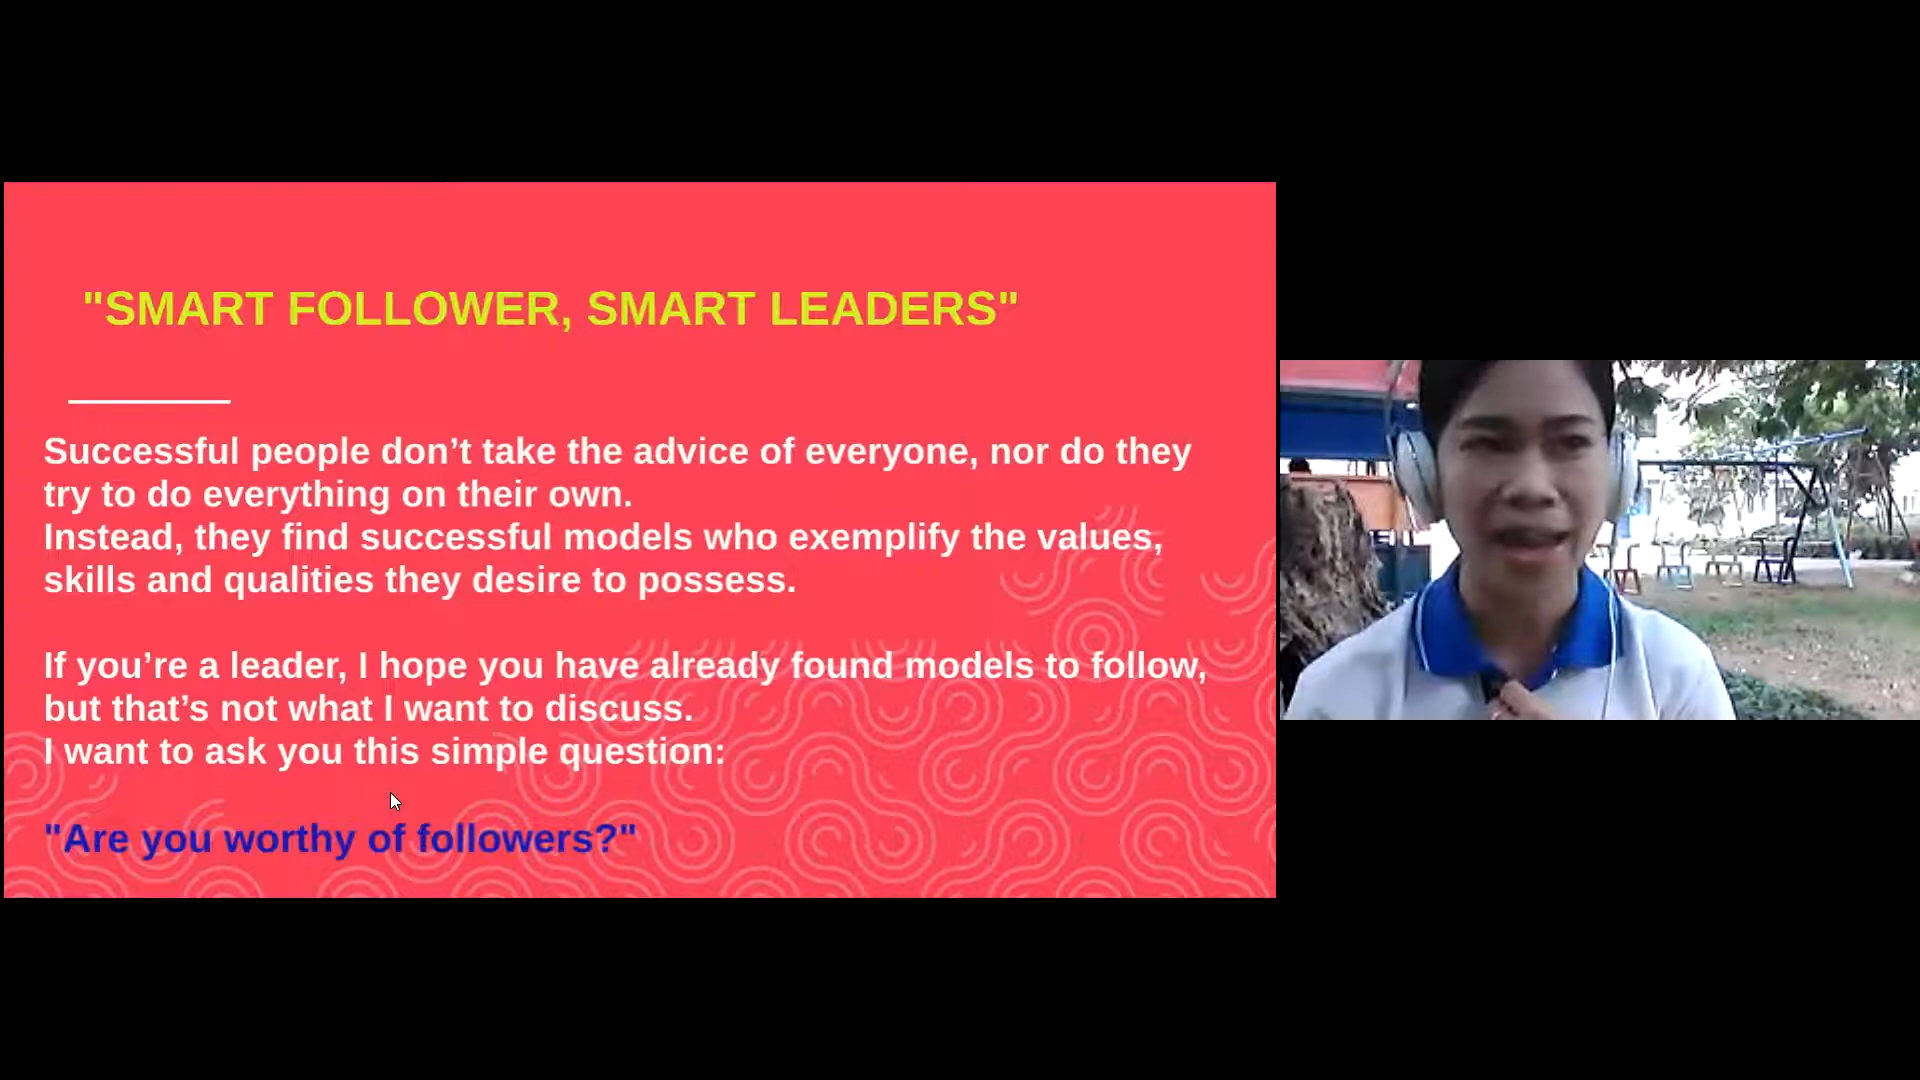 "SMART FOLLOWER, SMART LEADERS"
Successful people don’t take the advice of everyone, nor do they
try to do everything on their own.
Instead, they find successful models who exemplify the values,
skills and qualities they desire to possess.
If you’re a leader, I hope you have already found models to follow,
but that’s not what I want to discuss.
I want to ask you this simple question:
"Are you worthy of followers?"